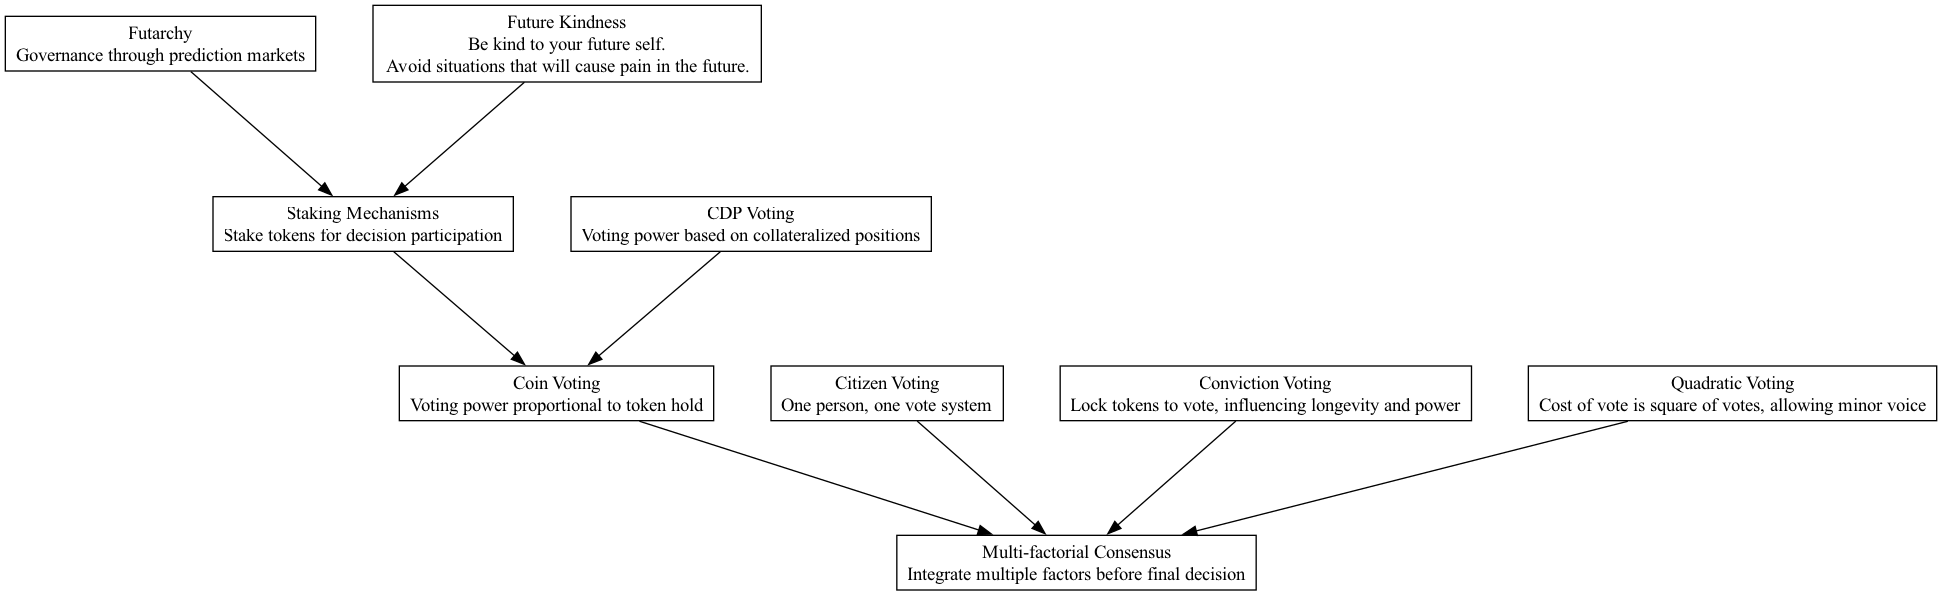 Futarchy
Governance through prediction markets
Future Kindness
Be kind to your future self.
Avoid situations that will cause pain in the future.
Staking Mechanisms
Stake tokens for decision participation
CDP Voting
Voting power based on collateralized positions
Coin Voting
Voting power proportional to token hold
Citizen Voting
One person, one vote system
Conviction Voting
Lock tokens to vote, influencing longevity and power
Quadratic Voting
Cost of vote is square of votes, allowing minor voice
Multi-factorial Consensus
Integrate multiple factors before final decision